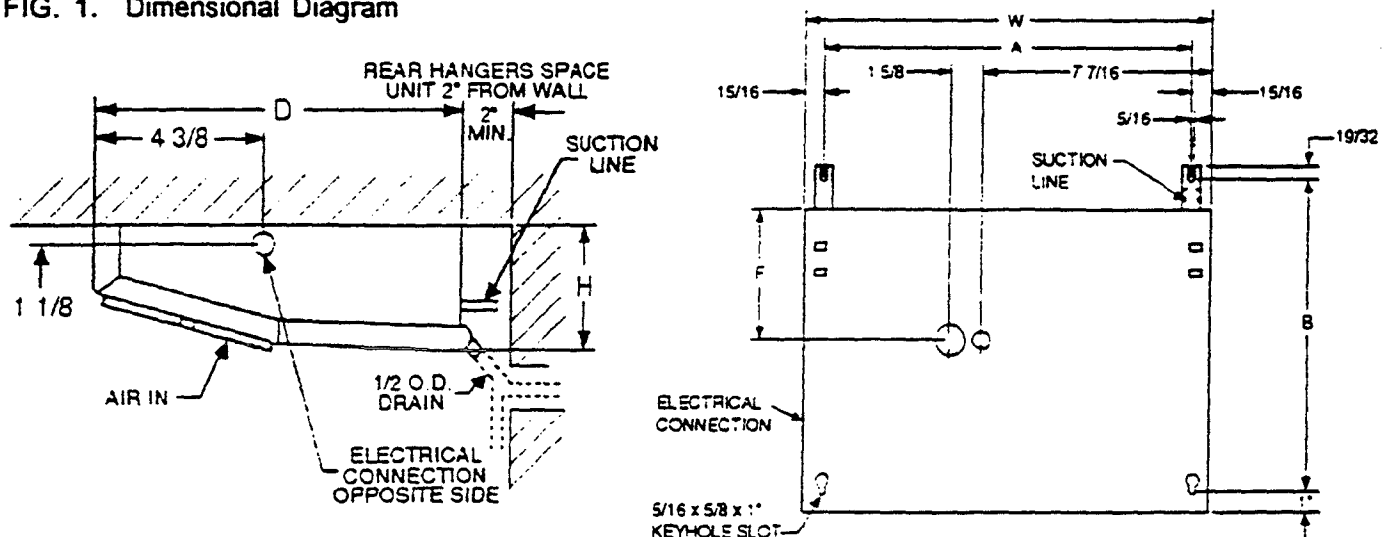 FIG. 1. Dimensional Diagram
REAR HANGERS SPACE
UNIT 2" FROM WALL
D
2"
MIN.
4 3/8
SUCTION
LINE
H
1 1/8
AIR IN
1/2 O.D.
DRAIN
ELECTRICAL
CONNECTION
OPPOSITE SIDE
W
A
1 5/8
7 7/16
15/16
15/16
5/16
19/32
SUCTION
LINE
F
B
ELECTRICAL
CONNECTION
1"
5/16 x 5/8 x 1"
KEYHOLE SLOT